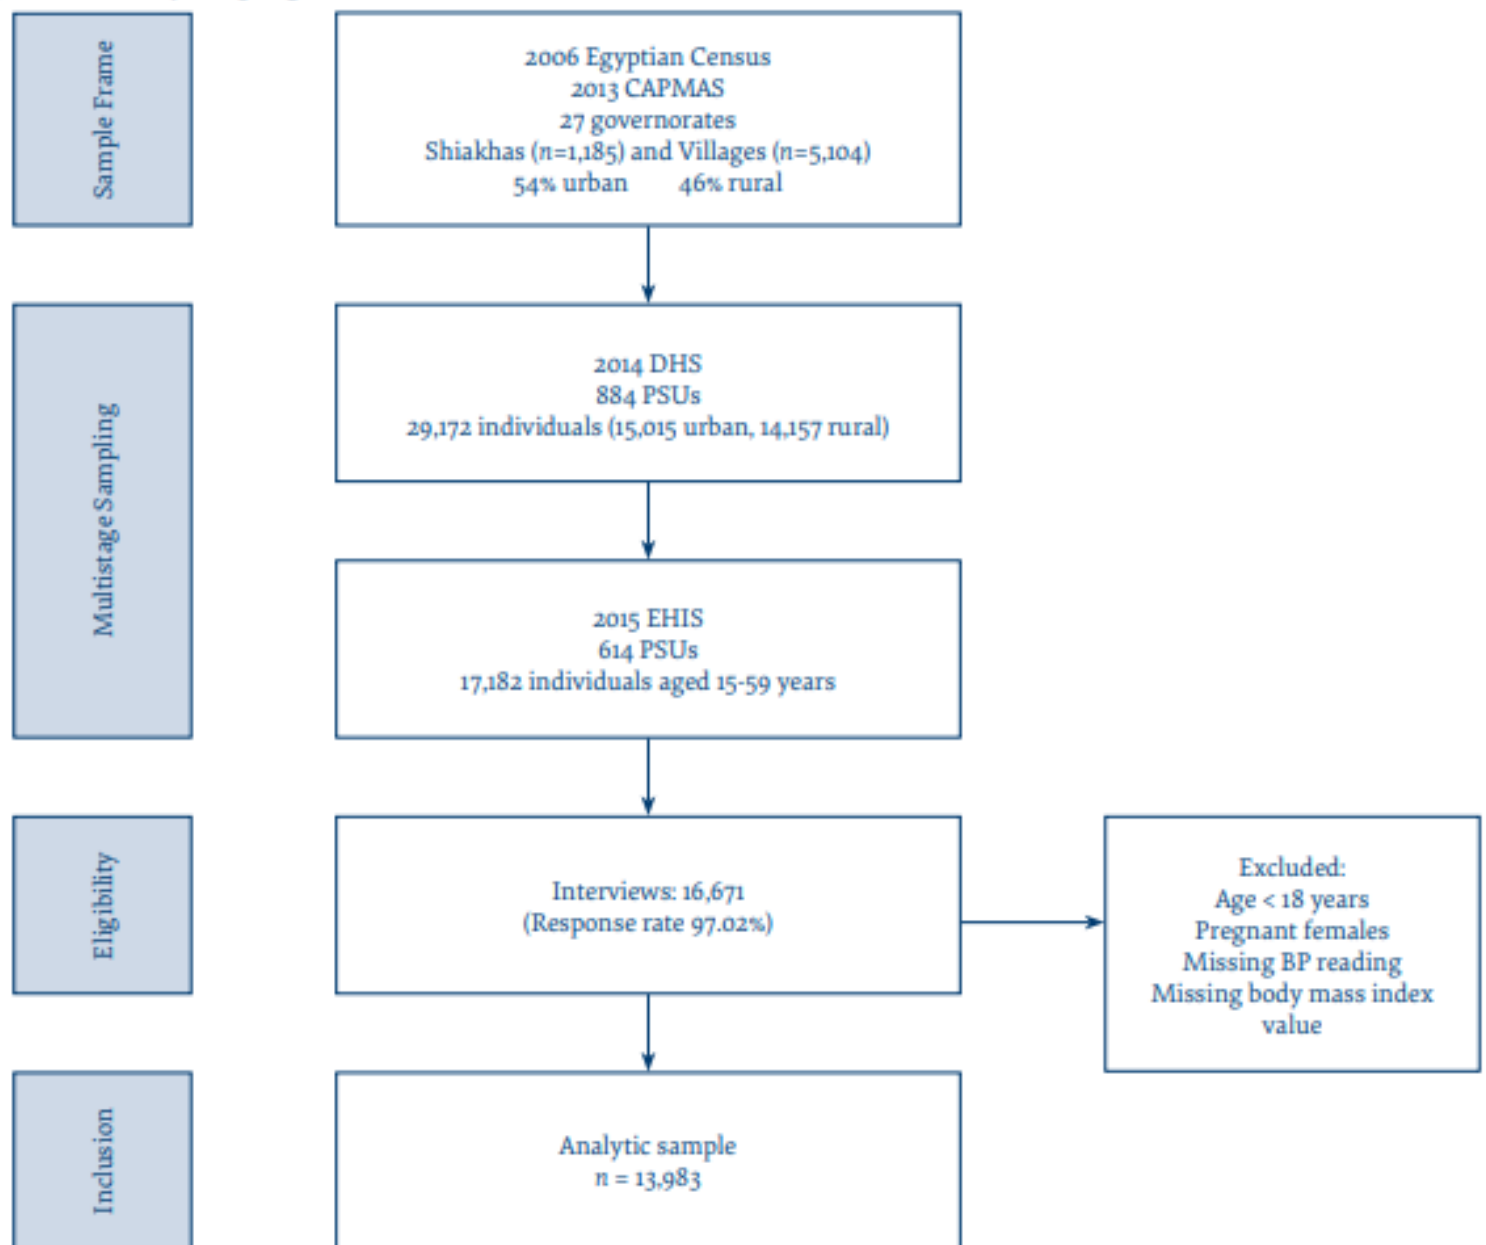 Sample Frame
2006 Egyptian Census
2013 CAPMAS
27 governorates
Shiakhas (n=1,185) and Villages (n=5,104)
54% urban 46% rural
Multistage Sampling
2014 DHS
884 PSUs
29,172 individuals (15,015 urban, 14,157 rural)
2015 EHIS
614 PSUs
17,182 individuals aged 15-59 years
Eligibility
Interviews: 16,671
(Response rate 97.02%)
Excluded:
Age < 18 years
Pregnant females
Missing BP reading
Missing body mass index
value
Inclusion
Analytic sample
n = 13,983